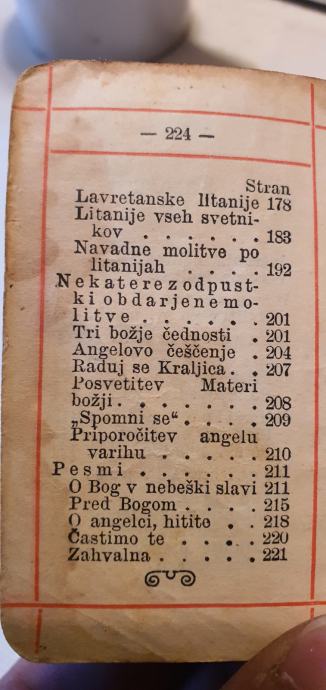 — 224 —
Stran
Lavretanske litanije 178
Litanije vseh svetni-
kov . . . . . . 183
Navadne molitve po
litanijah . . . . 192
Nekatere z odpust-
ki obdarjene mo-
litve . . . . . . 201
Tri božje čednosti . 201
Angelovo češčenje . 204
Raduj se Kraljica . . 207
Posvetitev Materi
božji . . . . . . . 208
„Spomni se“ . . . . 209
Priporočitev angelu
varihu . . . . . 210
Pesmi . . . . . . 211
O Bog v nebeški slavi 211
Pred Bogom . . . . 215
O angelci, hitite . . 218
Častimo te . . . . 220
Zahvalna . . . . . 221